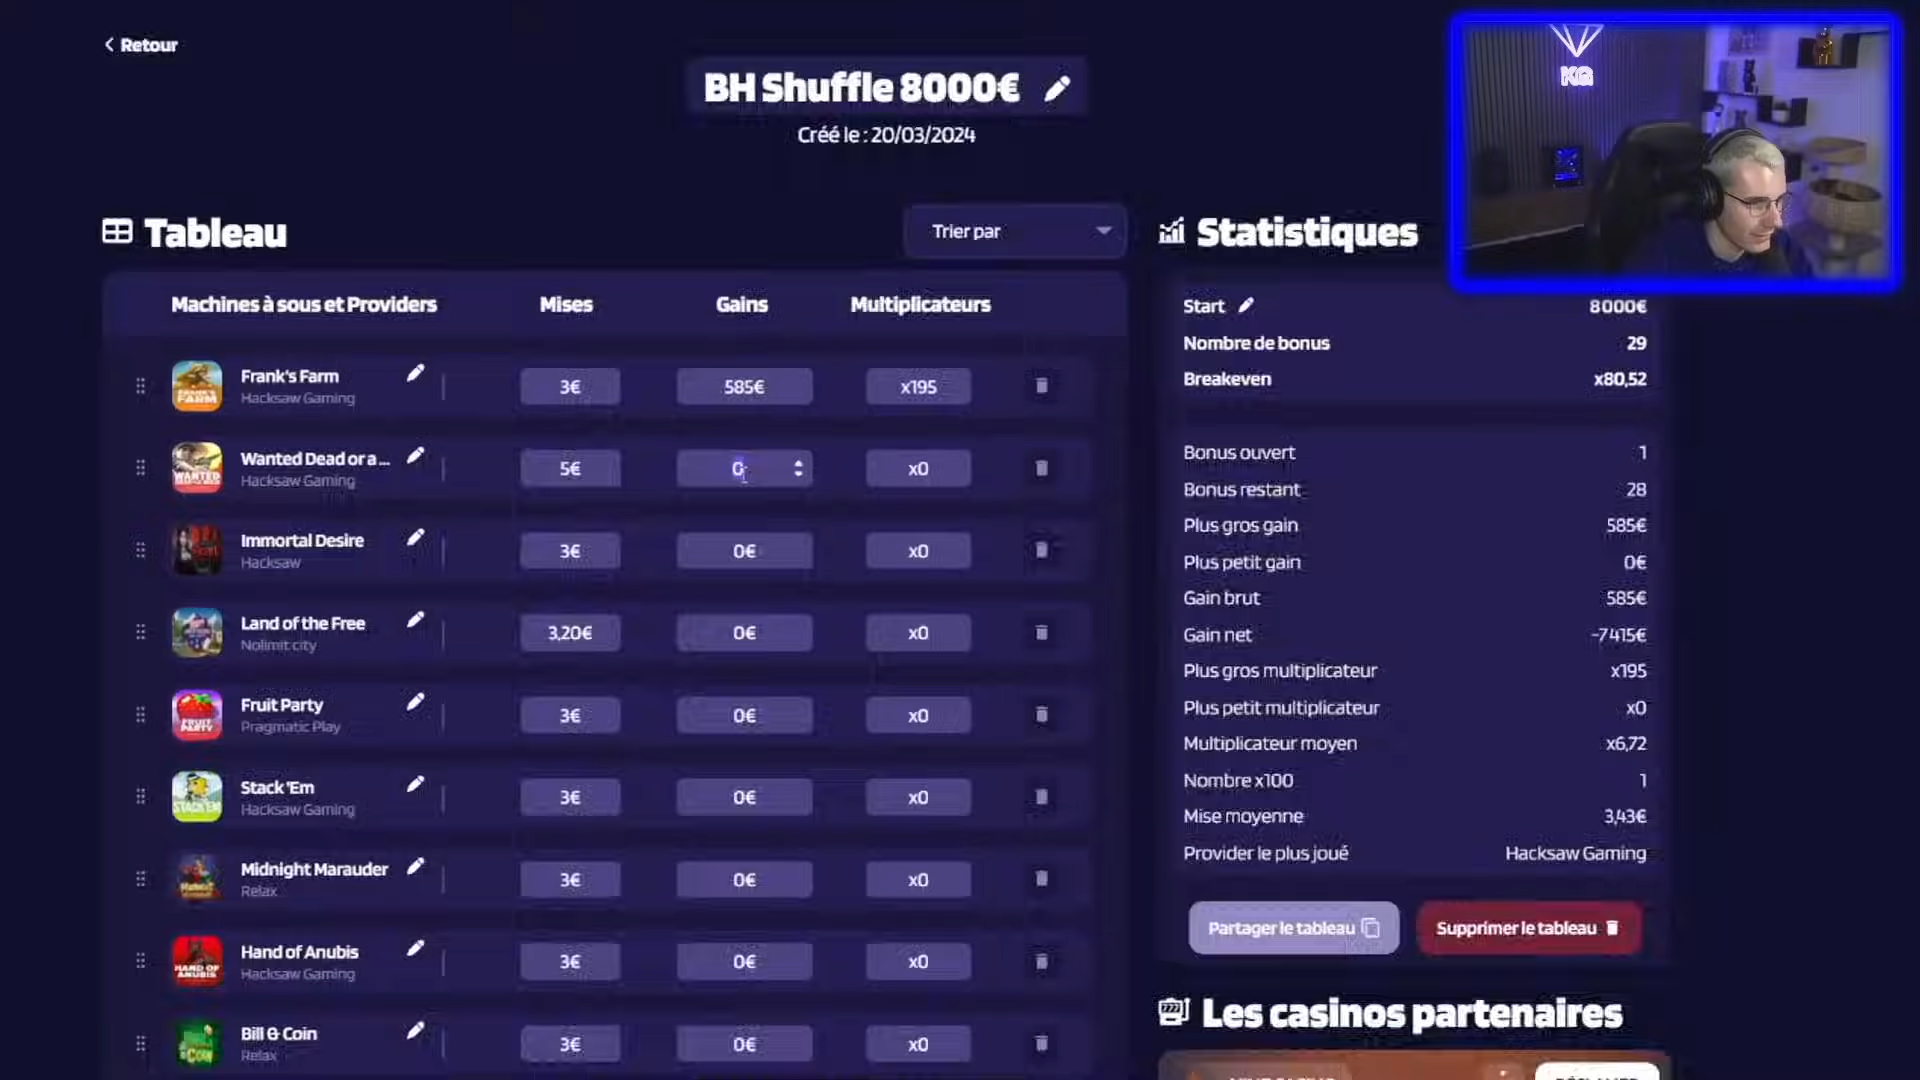 Retour
BH Shuffle 8000€
Créé le : 20/03/2024
KG
Tableau
Trier par
Machines à sous et Providers Mises Gains Multiplicateurs
Frank's Farm
Hacksaw Gaming
3€ 585€ x195
Wanted Dead or a ...
Hacksaw Gaming
5€ 0 x0
Immortal Desire
Hacksaw
3€ 0€ x0
Land of the Free
Nolimit city
3,20€ 0€ x0
Fruit Party
Pragmatic Play
3€ 0€ x0
Stack 'Em
Hacksaw Gaming
3€ 0€ x0
Midnight Marauder
Relax
3€ 0€ x0
Hand of Anubis
Hacksaw Gaming
3€ 0€ x0
Bill & Coin
Relax
3€ 0€ x0
Statistiques
Start 8000€
Nombre de bonus 29
Breakeven x80,52
Bonus ouvert 1
Bonus restant 28
Plus gros gain 585€
Plus petit gain 0€
Gain brut 585€
Gain net -7415€
Plus gros multiplicateur x195
Plus petit multiplicateur x0
Multiplicateur moyen x6,72
Nombre x100 1
Mise moyenne 3,43€
Provider le plus joué Hacksaw Gaming
Partager le tableau
Supprimer le tableau
Les casinos partenaires